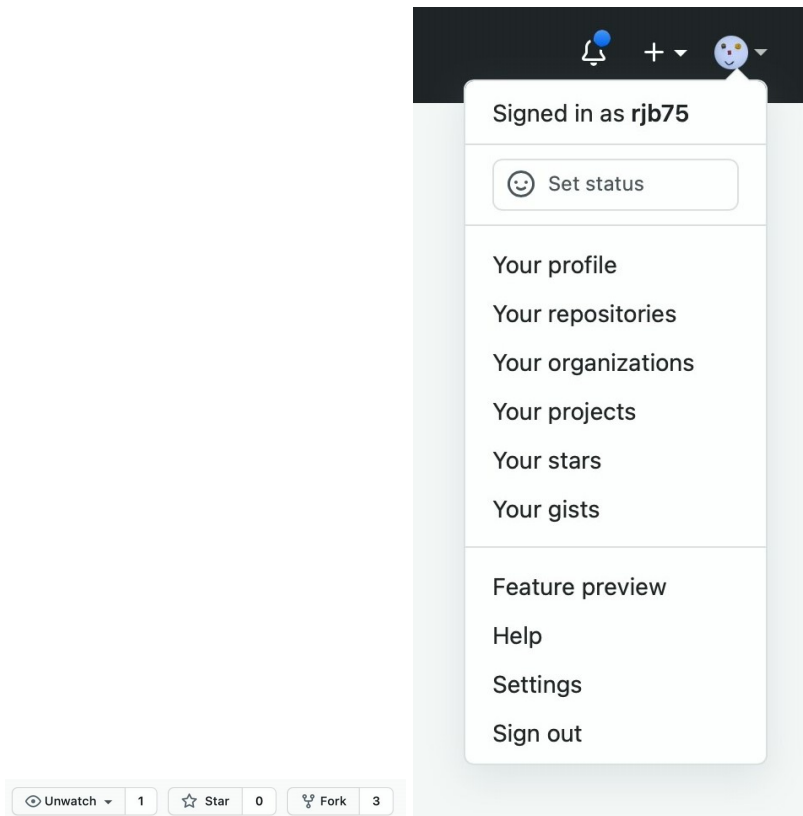 Signed in as rjb75
Set status
Your profile
Your repositories
Your organizations
Your projects
Your stars
Your gists
Feature preview
Help
Settings
Sign out
Unwatch 1 Star 0 Fork 3